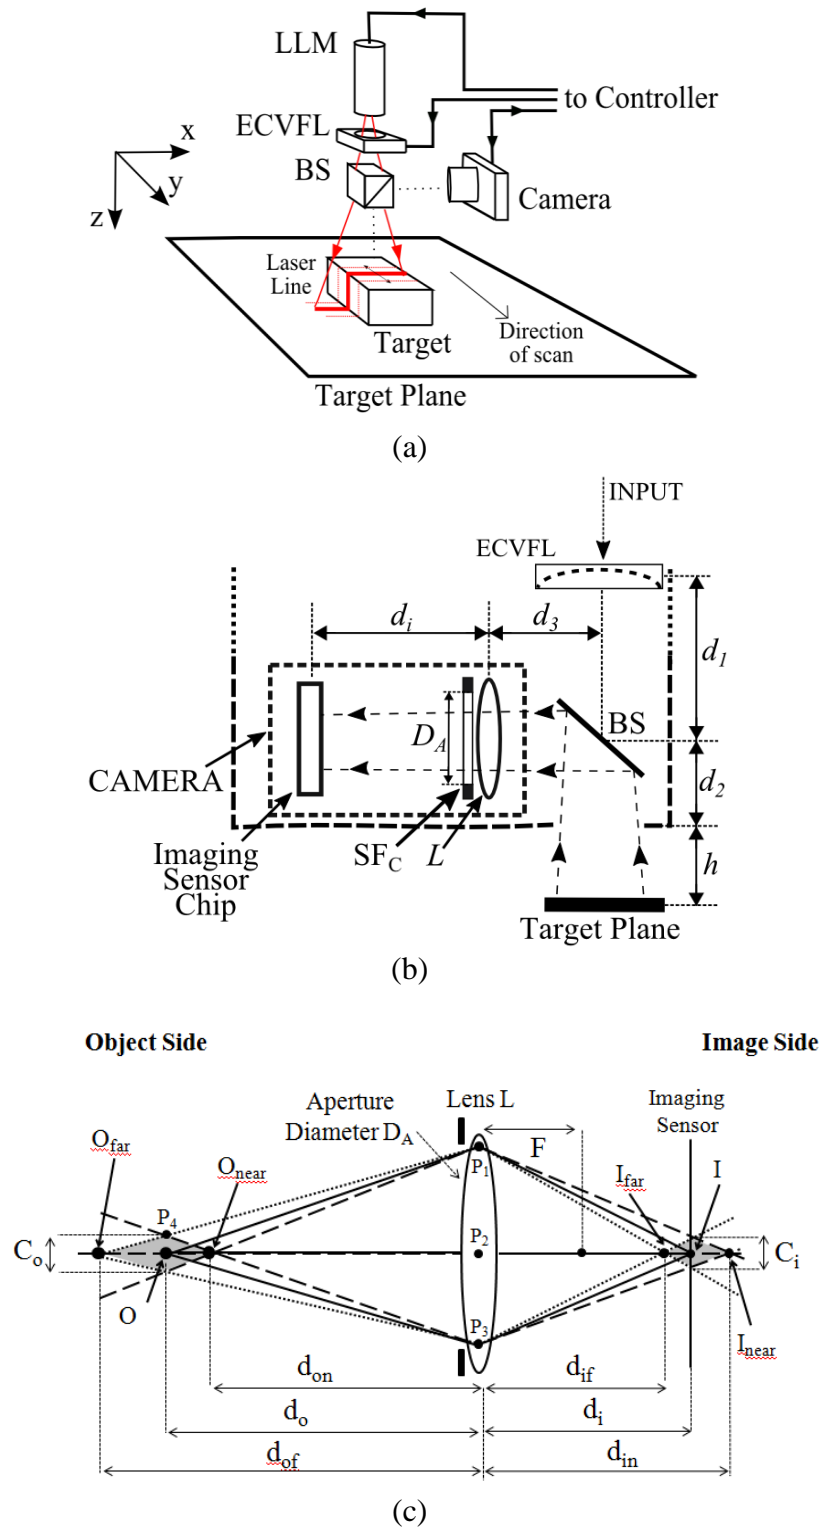 LLM
ECVFL
to Controller
x
BS
y
Camera
z
Laser
Line
Target
Direction
of scan
Target Plane
(a)
INPUT
ECVFL
di
d3
d1
BS
DA
CAMERA
d2
Imaging
Sensor
Chip
SFC
L
h
Target Plane
(b)
Object Side
Image Side
Aperture
Diameter DA
Lens L
Imaging
Sensor
Ofar
Onear
F
P1
Ifar
I
P4
Co
P2
Ci
O
P3
Inear
don
dif
do
di
dof
din
(c)